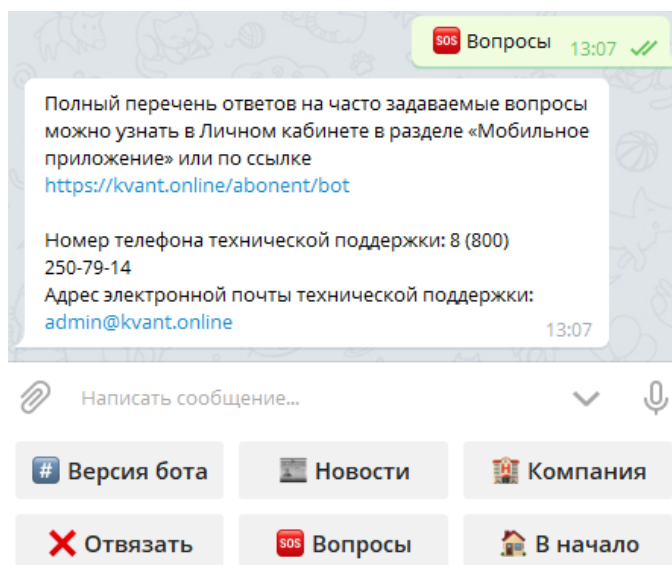 SOS Вопросы 13:07
Полный перечень ответов на часто задаваемые вопросы
можно узнать в Личном кабинете в разделе «Мобильное
приложение» или по ссылке
https://kvant.online/abonent/bot
Номер телефона технической поддержки: 8 (800)
250-79-14
Адрес электронной почты технической поддержки:
admin@kvant.online 13:07
Написать сообщение...
# Версия бота Новости H Компания
Отвязать SOS Вопросы В начало